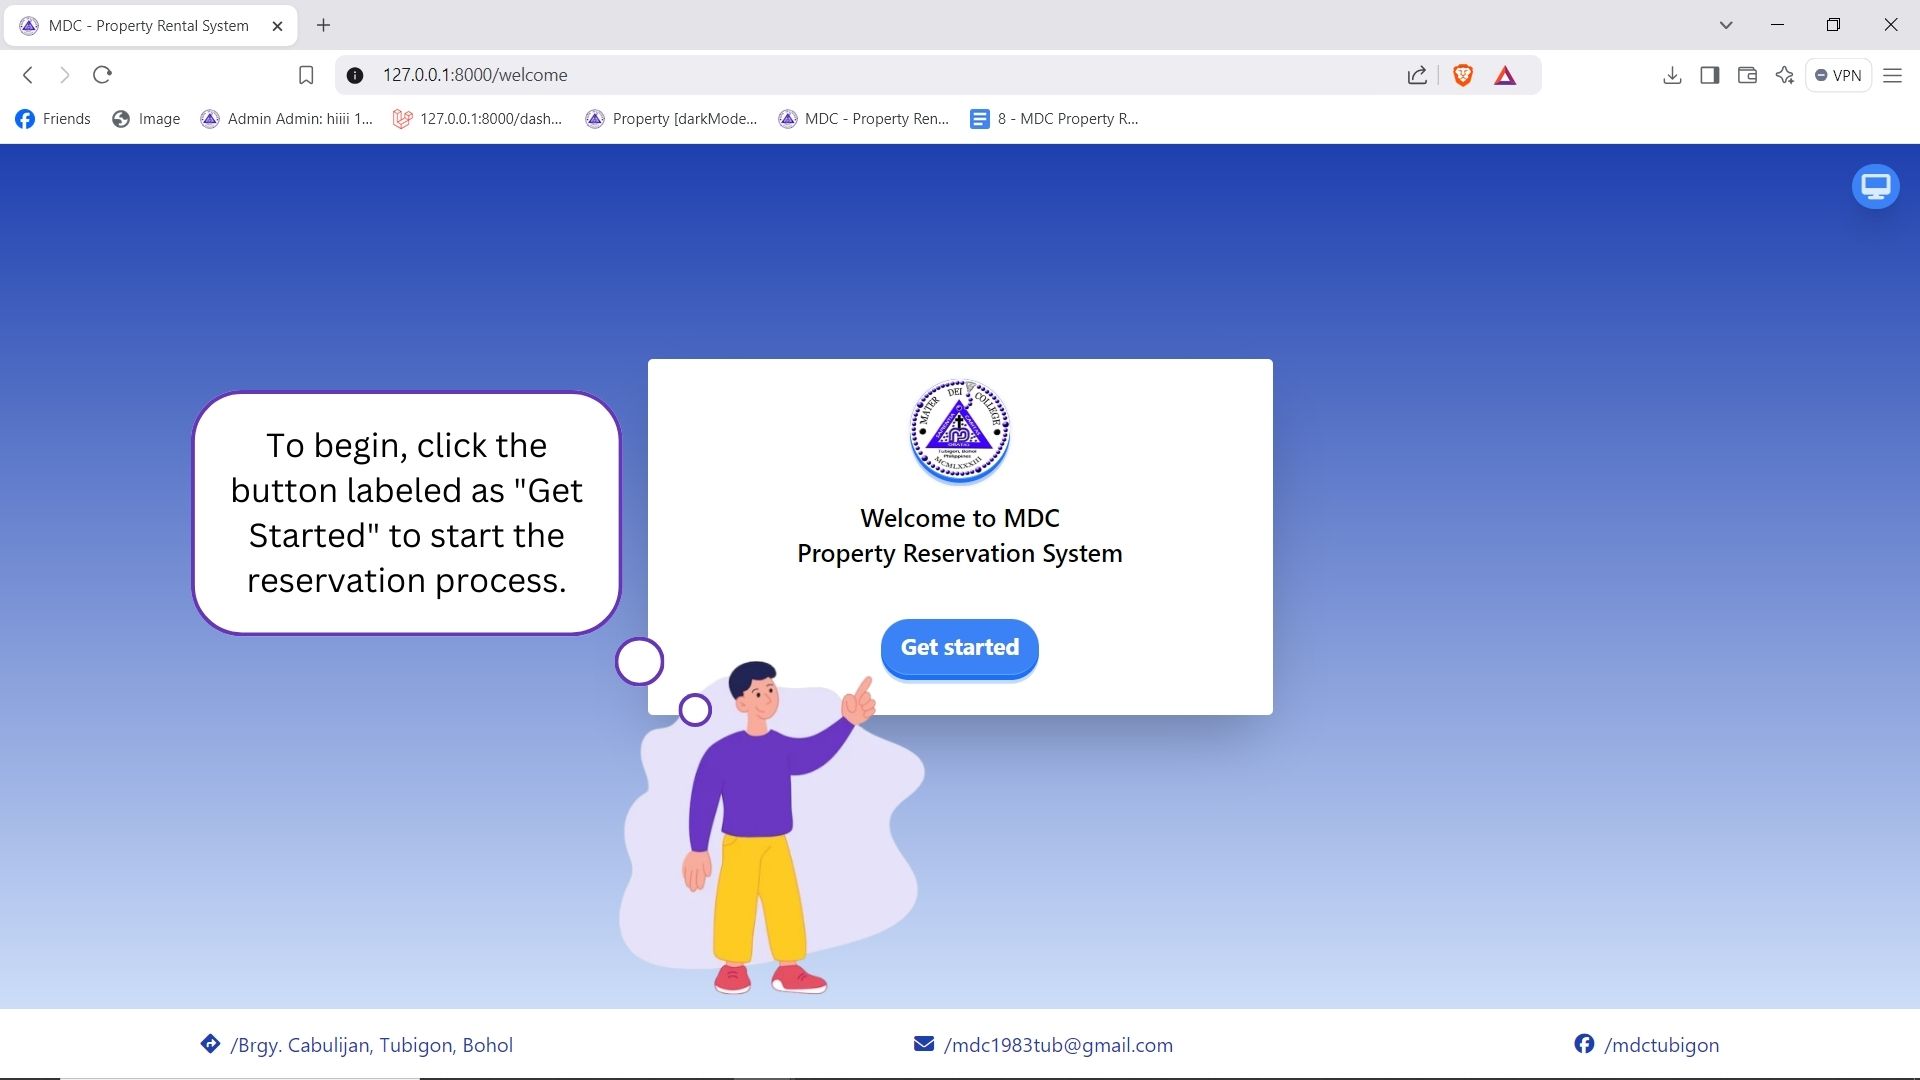 MDC - Property Rental System
127.0.0.1:8000/welcome
VPN
Friends
Image
Admin Admin: hiiii 1...
127.0.0.1:8000/dash...
Property [darkMode...
MDC - Property Ren...
8 - MDC Property R...
To begin, click the
button labeled as "Get
Started" to start the
reservation process.
MATER DEI COLLEGE
Tubigon, Bohol
Philippines
MCMLXXXIII
Welcome to MDC
Property Reservation System
Get started
/Brgy. Cabulijan, Tubigon, Bohol
/mdc1983tub@gmail.com
/mdctubigon